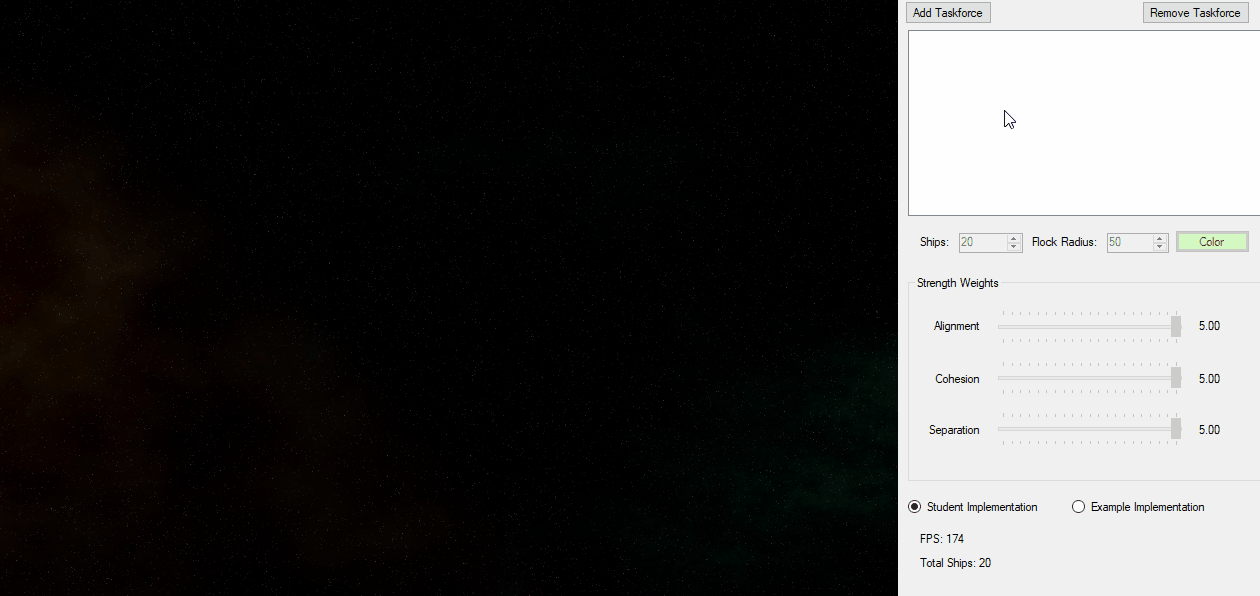 Add Taskforce Remove Taskforce
Ships: 20 Flock Radius: 50 Color
Strength Weights
Alignment 5.00
Cohesion 5.00
Separation 5.00
Student Implementation Example Implementation
FPS: 174
Total Ships: 20